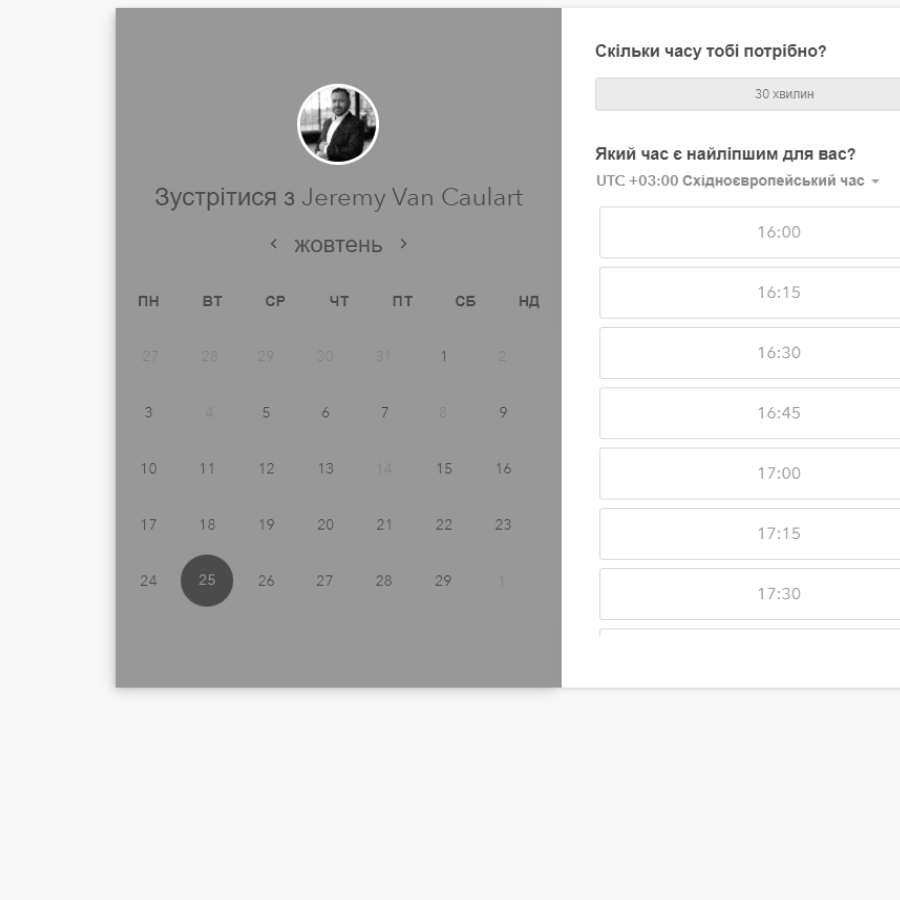 Зустрітися з Jeremy Van Caulart
жовтень
ПН ВТ СР ЧТ ПТ СБ НД
27 28 29 30 31 1 2
3 4 5 6 7 8 9
10 11 12 13 14 15 16
17 18 19 20 21 22 23
24 25 26 27 28 29 1
Скільки часу тобі потрібно?
30 хвилин
Який час є найліпшим для вас?
UTC +03:00 Східноєвропейський час
16:00
16:15
16:30
16:45
17:00
17:15
17:30